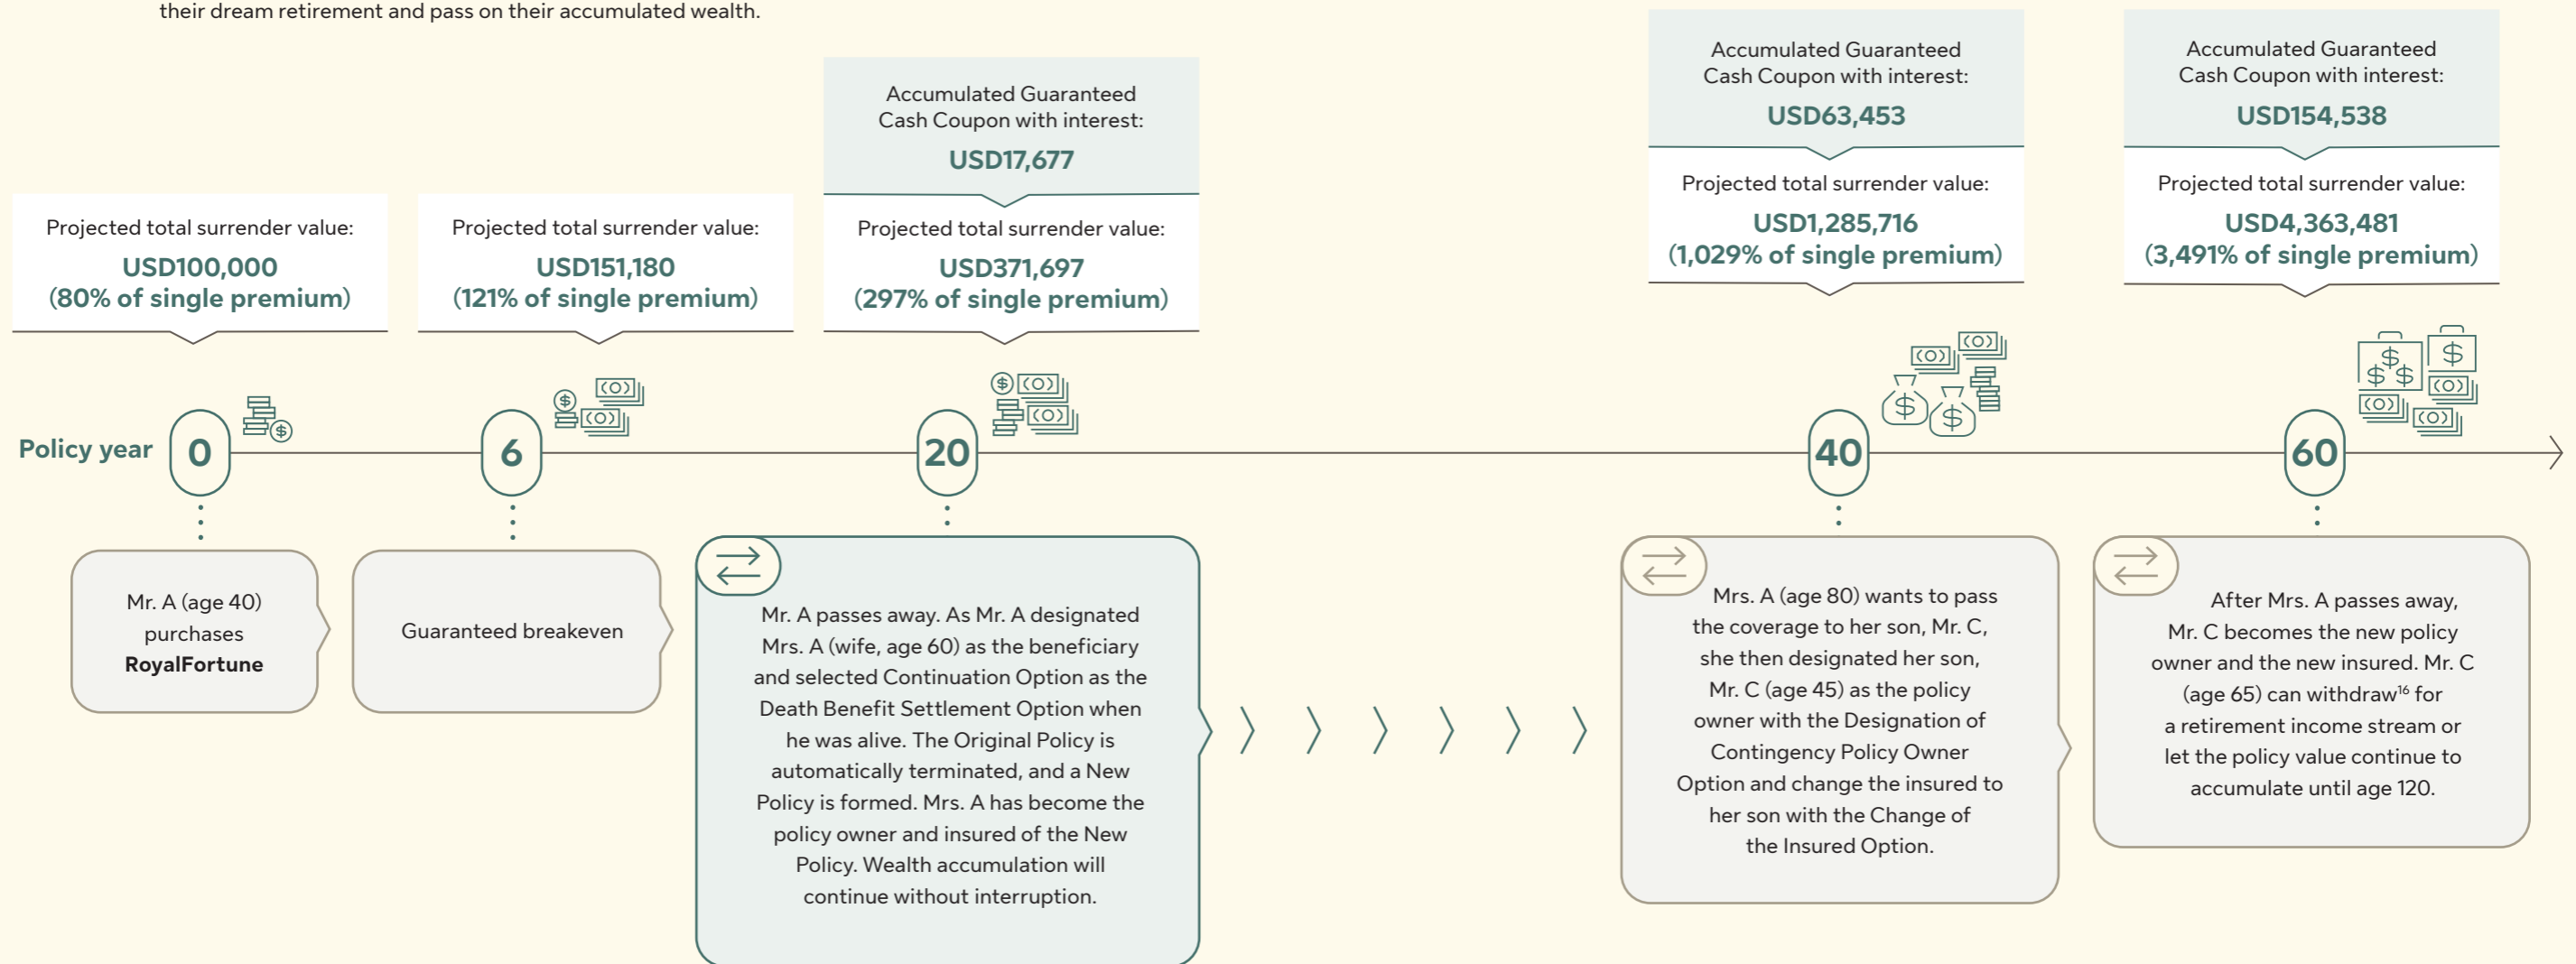 their dream retirement and pass on their accumulated wealth.
Projected total surrender value:
USD100,000
(80% of single premium)
Projected total surrender value:
USD151,180
(121% of single premium)
Accumulated Guaranteed
Cash Coupon with interest:
USD17,677
Projected total surrender value:
USD371,697
(297% of single premium)
Accumulated Guaranteed
Cash Coupon with interest:
USD63,453
Projected total surrender value:
USD1,285,716
(1,029% of single premium)
Accumulated Guaranteed
Cash Coupon with interest:
USD154,538
Projected total surrender value:
USD4,363,481
(3,491% of single premium)
Policy year 0 6 20 40 60
Mr. A (age 40)
purchases
RoyalFortune
Guaranteed breakeven
Mr. A passes away. As Mr. A designated
Mrs. A (wife, age 60) as the beneficiary
and selected Continuation Option as the
Death Benefit Settlement Option when
he was alive. The Original Policy is
automatically terminated, and a New
Policy is formed. Mrs. A has become the
policy owner and insured of the New
Policy. Wealth accumulation will
continue without interruption.
Mrs. A (age 80) wants to pass
the coverage to her son, Mr. C,
she then designated her son,
Mr. C (age 45) as the policy
owner with the Designation of
Contingency Policy Owner
Option and change the insured to
her son with the Change of
the Insured Option.
After Mrs. A passes away,
Mr. C becomes the new policy
owner and the new insured. Mr. C
(age 65) can withdraw¹⁶ for
a retirement income stream or
let the policy value continue to
accumulate until age 120.